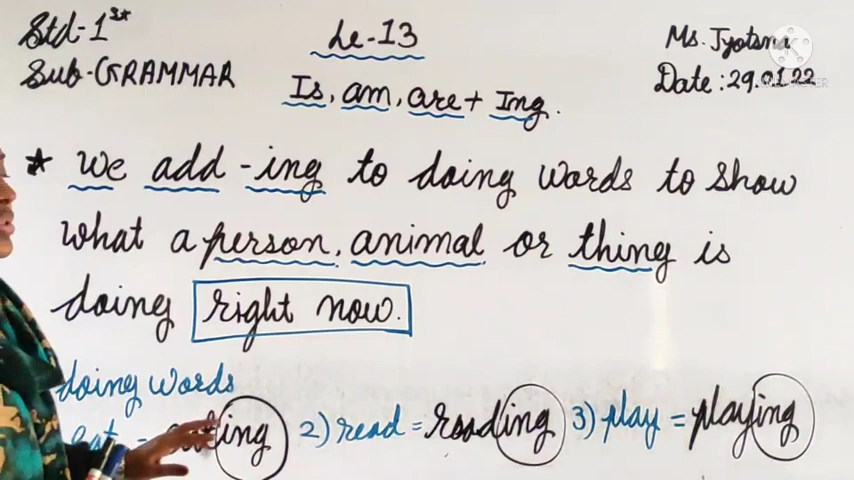 Std-1st
Le-13
Ms. Jyotsna
Sub-GRAMMAR
Date: 29.01.22
Is, am, are + Ing.
* we add -ing to doing words to show
what a person, animal or thing is
doing right now.
doing words
eat = eating 2) read = reading 3) play = playing